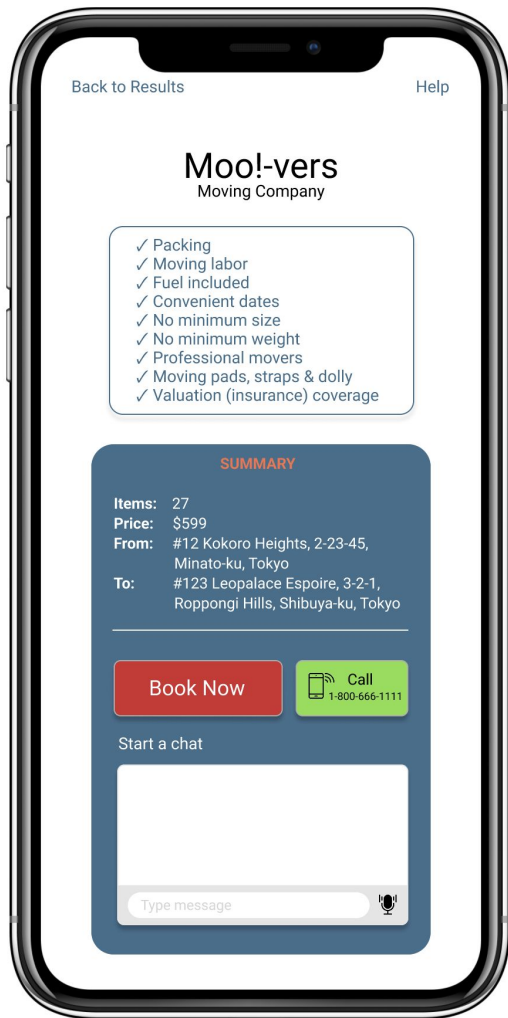 Back to Results
Help
Moo!-vers
Moving Company
✓ Packing
✓ Moving labor
✓ Fuel included
✓ Convenient dates
✓ No minimum size
✓ No minimum weight
✓ Professional movers
✓ Moving pads, straps & dolly
✓ Valuation (insurance) coverage
SUMMARY
Items: 27
Price: $599
From: #12 Kokoro Heights, 2-23-45,
Minato-ku, Tokyo
To: #123 Leopalace Espoire, 3-2-1,
Roppongi Hills, Shibuya-ku, Tokyo
Book Now
Call
1-800-666-1111
Start a chat
Type message